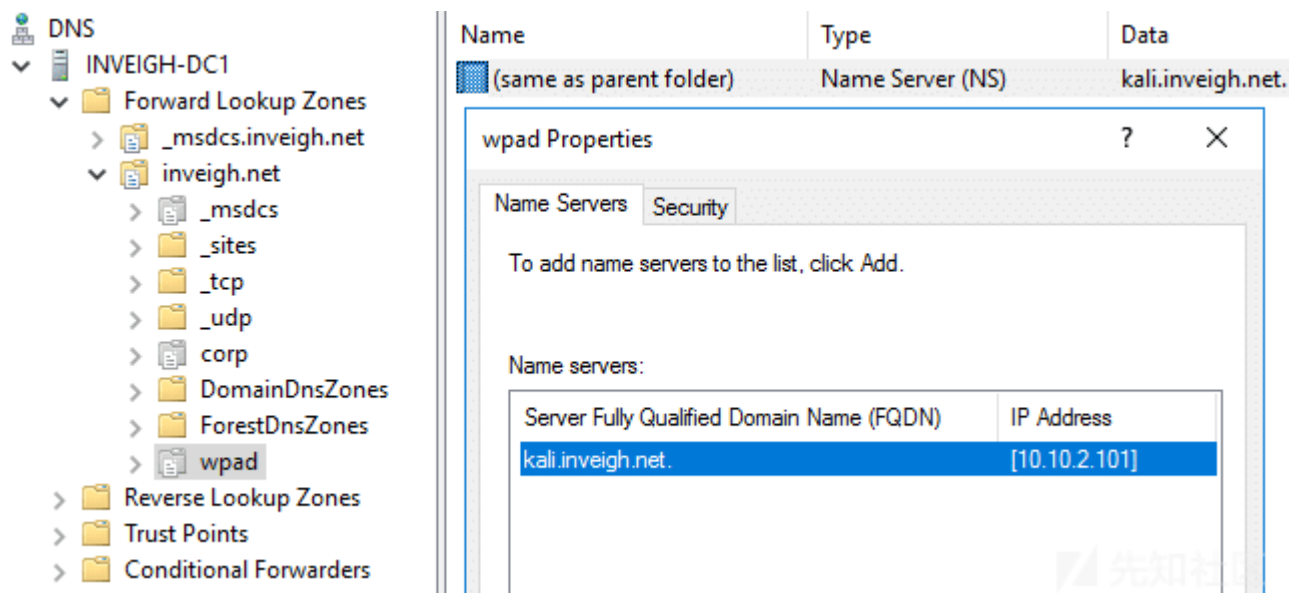 DNS
INVEIGH-DC1
Forward Lookup Zones
_msdcs.inveigh.net
inveigh.net
_msdcs
_sites
_tcp
_udp
corp
DomainDnsZones
ForestDnsZones
wpad
Reverse Lookup Zones
Trust Points
Conditional Forwarders
Name Type Data
(same as parent folder) Name Server (NS) kali.inveigh.net.
wpad Properties ? ✕
Name Servers Security
To add name servers to the list, click Add.
Name servers:
Server Fully Qualified Domain Name (FQDN) IP Address
kali.inveigh.net. [10.10.2.101]
先知社区